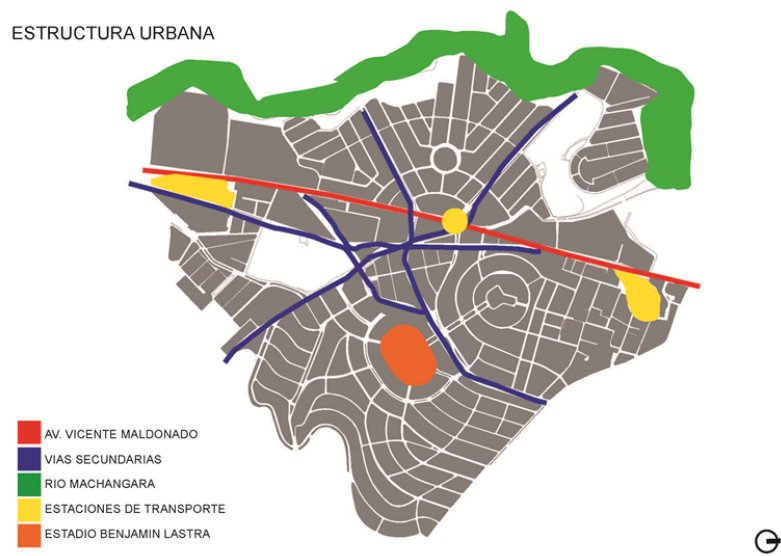 ESTRUCTURA URBANA
AV. VICENTE MALDONADO
VIAS SECUNDARIAS
RIO MACHANGARA
ESTACIONES DE TRANSPORTE
ESTADIO BENJAMIN LASTRA